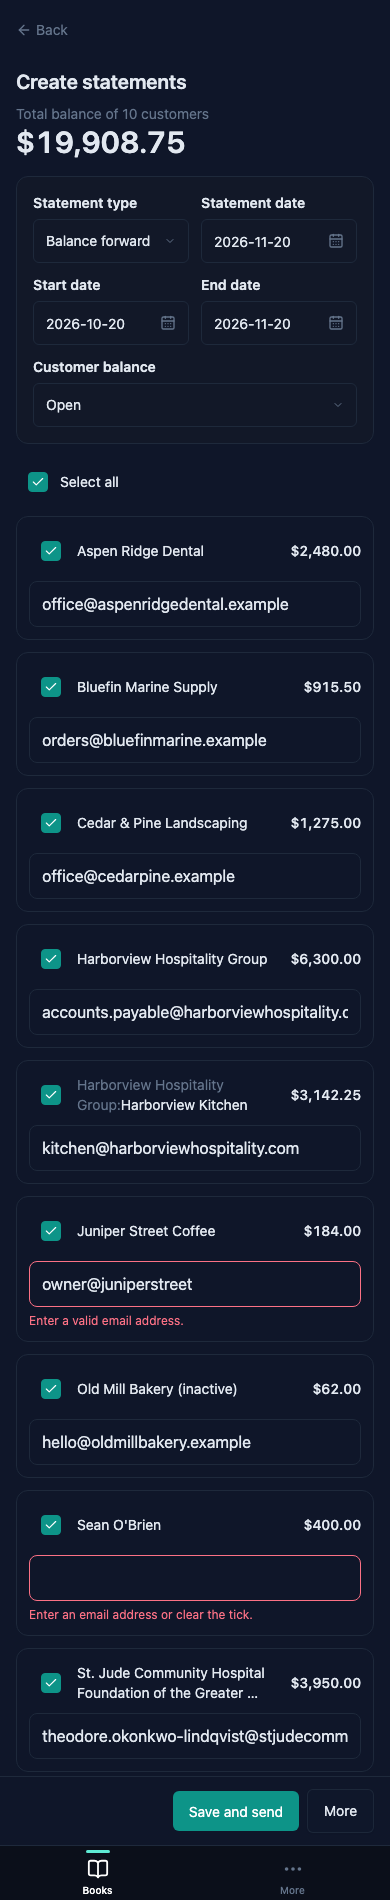 Back
Create statements
Total balance of 10 customers
$19,908.75
Statement type
Statement date
Balance forward
2026-11-20
Start date
End date
2026-10-20
2026-11-20
Customer balance
Open
Select all
Aspen Ridge Dental $2,480.00
office@aspenridgedental.example
Bluefin Marine Supply $915.50
orders@bluefinmarine.example
Cedar & Pine Landscaping $1,275.00
office@cedarpine.example
Harborview Hospitality Group $6,300.00
accounts.payable@harborviewhospitality.c
Harborview Hospitality
Group:Harborview Kitchen $3,142.25
kitchen@harborviewhospitality.com
Juniper Street Coffee $184.00
owner@juniperstreet
Enter a valid email address.
Old Mill Bakery (inactive) $62.00
hello@oldmillbakery.example
Sean O'Brien $400.00
Enter an email address or clear the tick.
St. Jude Community Hospital
Foundation of the Greater ... $3,950.00
theodore.okonkwo-lindqvist@stjudecomm
Save and send
More
Books
More